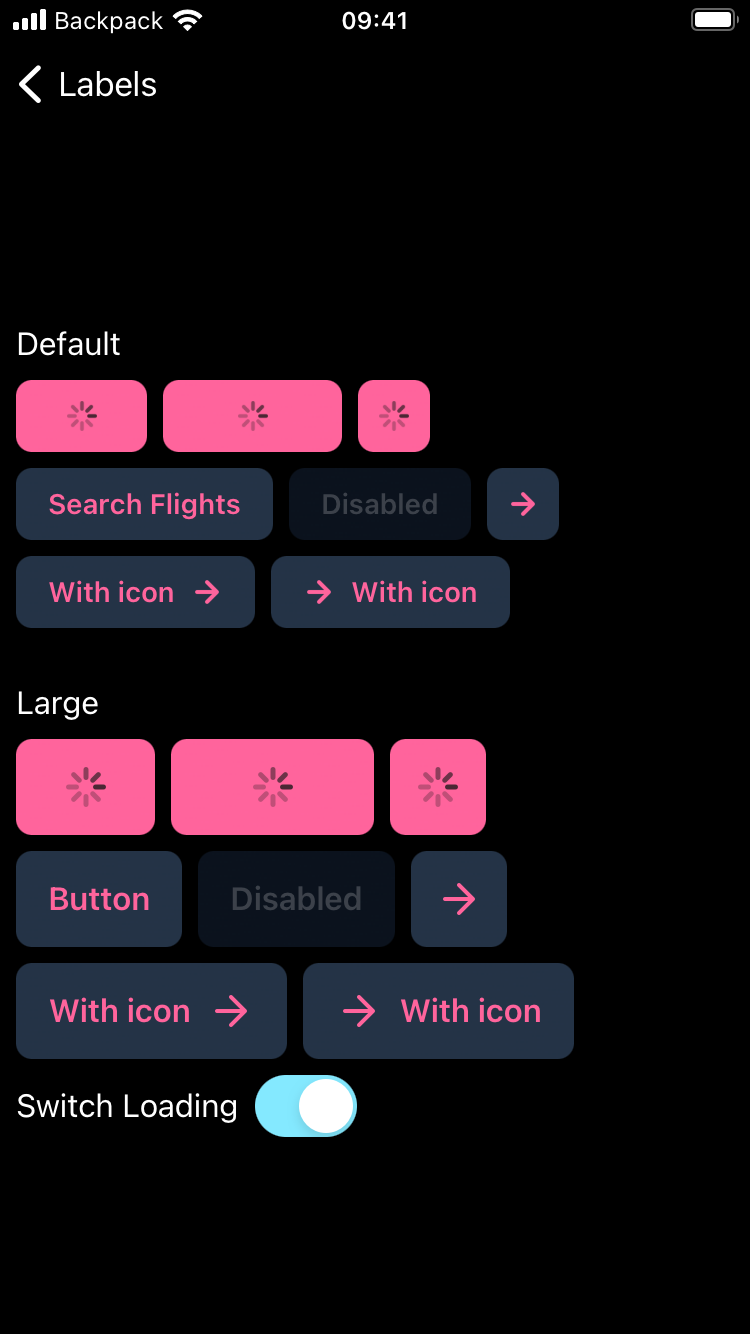 Backpack 09:41
Labels
Default
Search Flights Disabled
With icon With icon
Large
Button Disabled
With icon With icon
Switch Loading